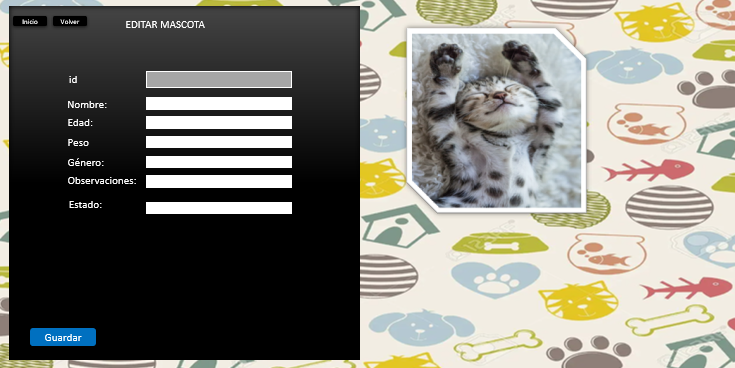 Inicio Volver
EDITAR MASCOTA
id
Nombre:
Edad:
Peso
Género:
Observaciones:
Estado:
Guardar